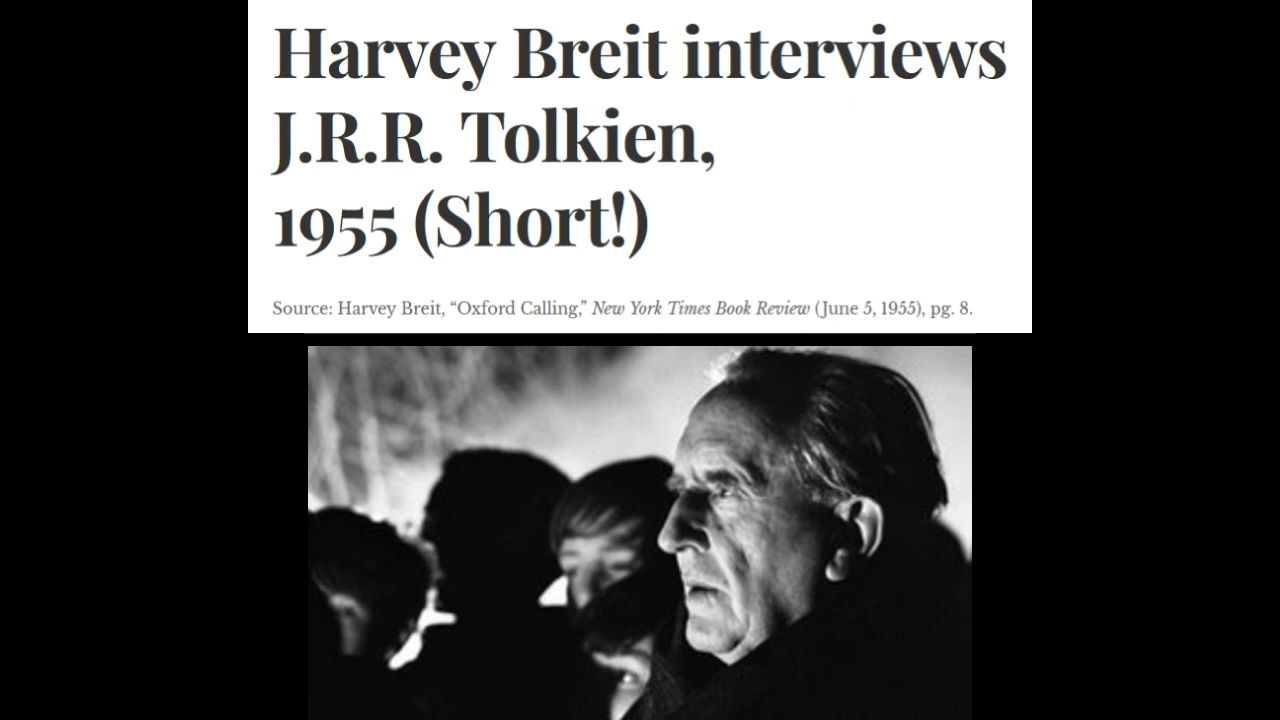 Harvey Breit interviews
J.R.R. Tolkien,
1955 (Short!)
Source: Harvey Breit, “Oxford Calling,” New York Times Book Review (June 5, 1955), pg. 8.